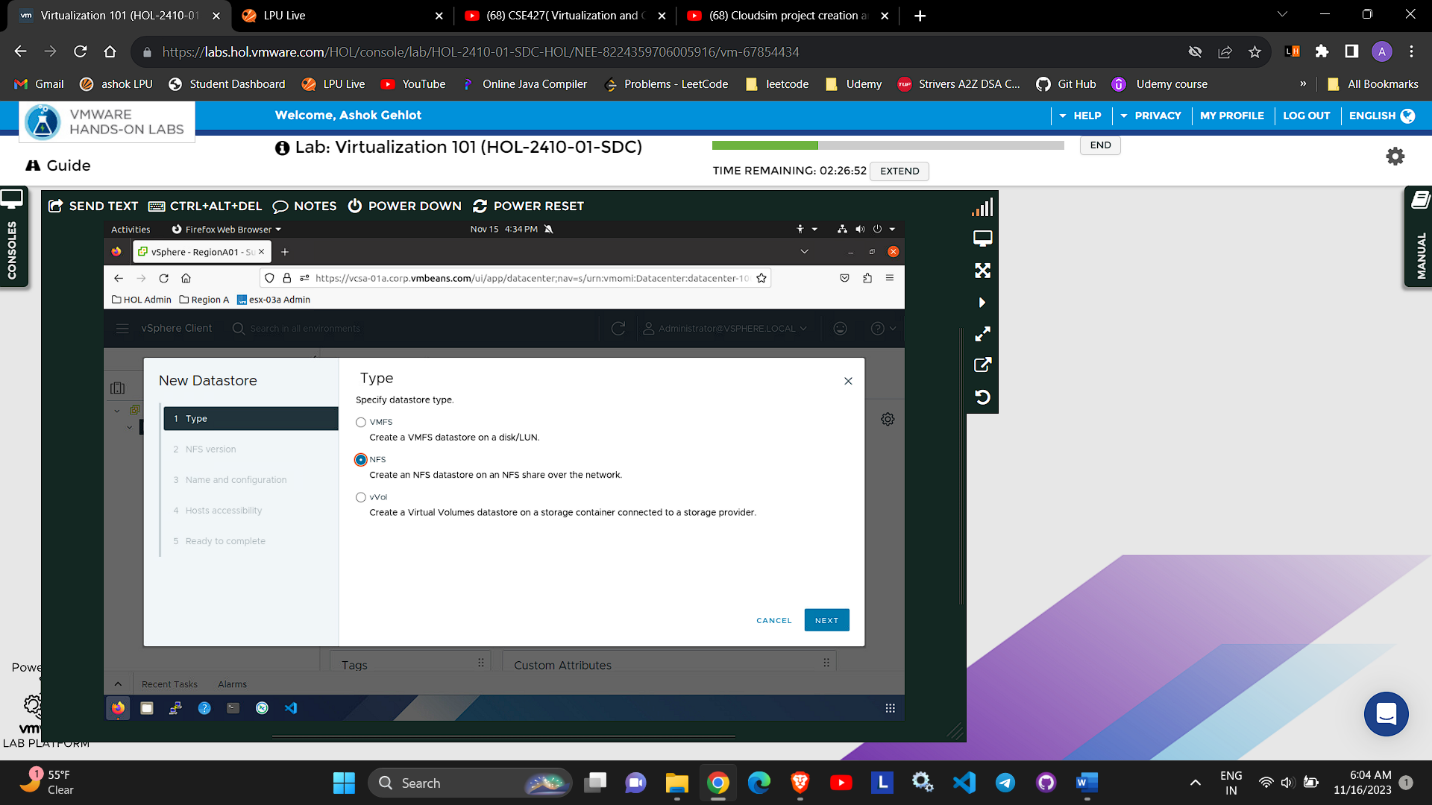 Virtualization 101 (HOL-2410-01
LPU Live
(68) CSE427( Virtualization and C
(68) Cloudsim project creation a
https://labs.hol.vmware.com/HOL/console/lab/HOL-2410-01-SDC-HOL/NEE-8224359706005916/vm-67854434
A
Gmail
ashok LPU
Student Dashboard
LPU Live
YouTube
Online Java Compiler
Problems - LeetCode
leetcode
Udemy
Strivers A2Z DSA C...
Git Hub
Udemy course
»
All Bookmarks
VMWARE
HANDS-ON LABS
Welcome, Ashok Gehlot
HELP
PRIVACY
MY PROFILE
LOG OUT
ENGLISH
Guide
Lab: Virtualization 101 (HOL-2410-01-SDC)
END
TIME REMAINING: 02:26:52
EXTEND
CONSOLES
MANUAL
SEND TEXT
CTRL+ALT+DEL
NOTES
POWER DOWN
POWER RESET
Activities
Firefox Web Browser
Nov 15 4:34 PM
vSphere - RegionA01 - Su
https://vcsa-01a.corp.vmbeans.com/ui/app/datacenter;nav=s/urn:vmomi:Datacenter:datacenter-10
HOL Admin
Region A
esx-03a Admin
vSphere Client
Search in all environments
Administrator@VSPHERE.LOCAL
New Datastore
1 Type
2 NFS version
3 Name and configuration
4 Hosts accessibility
5 Ready to complete
Type
Specify datastore type.
VMFS
Create a VMFS datastore on a disk/LUN.
NFS
Create an NFS datastore on an NFS share over the network.
vVol
Create a Virtual Volumes datastore on a storage container connected to a storage provider.
CANCEL
NEXT
Tags
Custom Attributes
Recent Tasks
Alarms
Powe
vmw
LAB PLATFORM
1
55°F
Clear
Search
ENG
IN
6:04 AM
11/16/2023
1